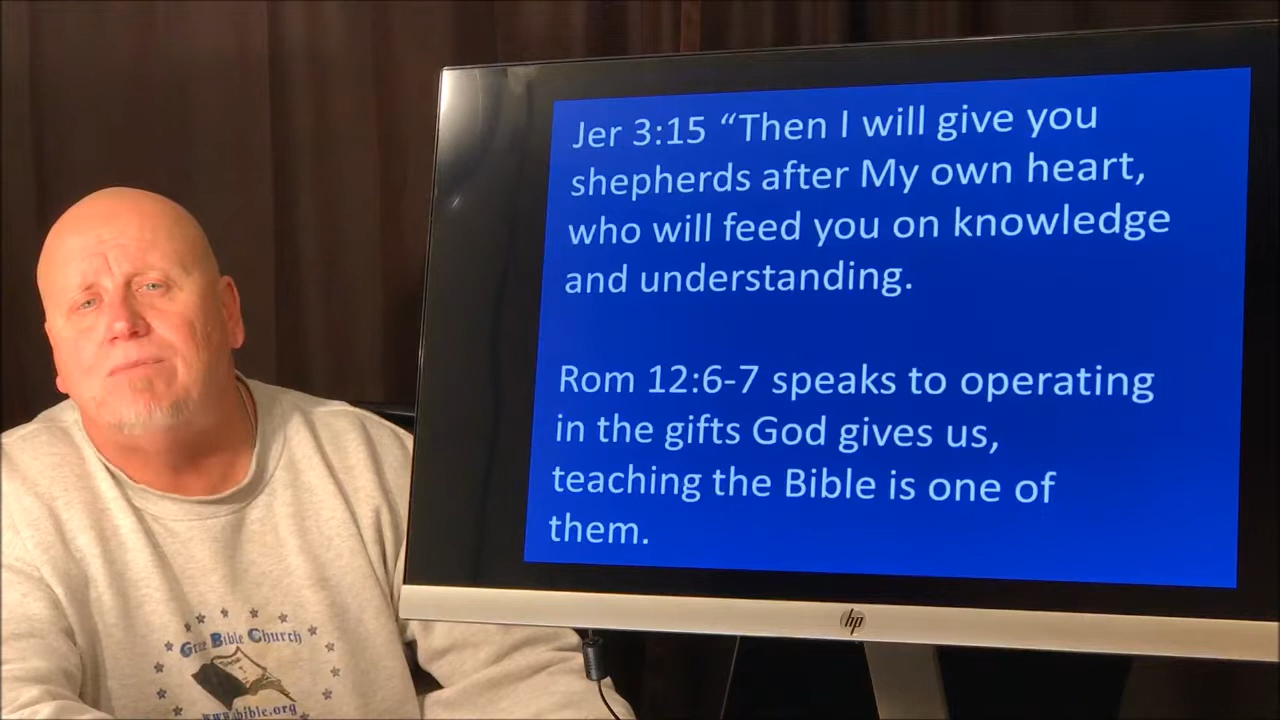 Jer 3:15 “Then I will give you
shepherds after My own heart,
who will feed you on knowledge
and understanding.
Rom 12:6-7 speaks to operating
in the gifts God gives us,
teaching the Bible is one of
them.
hp
Bible Church